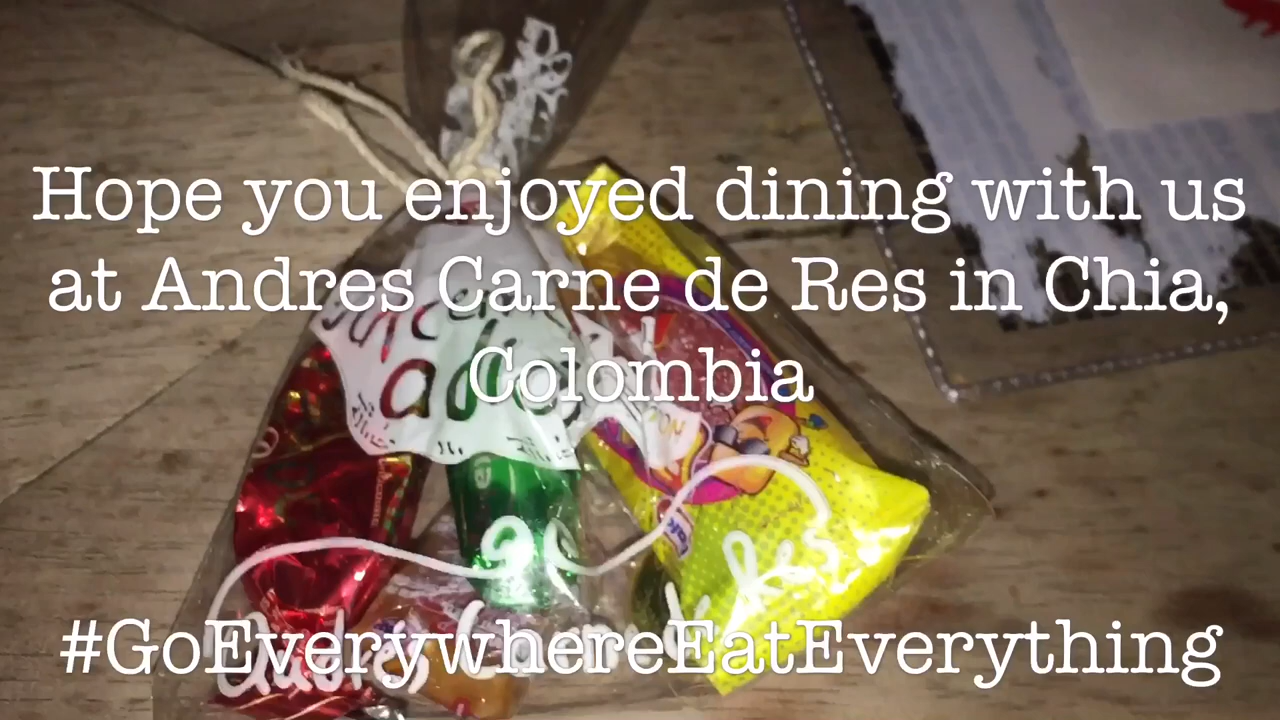 Hope you enjoyed dining with us
at Andres Carne de Res in Chia,
Colombia
#GoEverywhereEatEverything